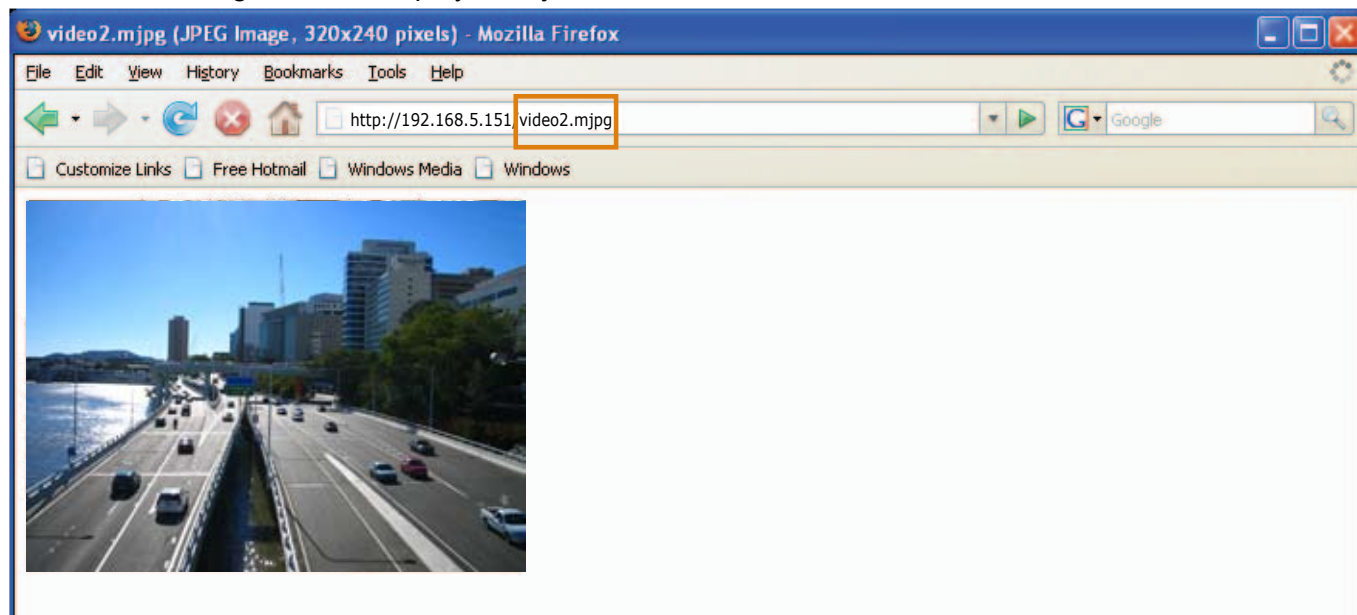 video2.mjpg (JPEG Image, 320x240 pixels) - Mozilla Firefox
File Edit View History Bookmarks Tools Help
http://192.168.5.151/video2.mjpg G Google
Customize Links Free Hotmail Windows Media Windows